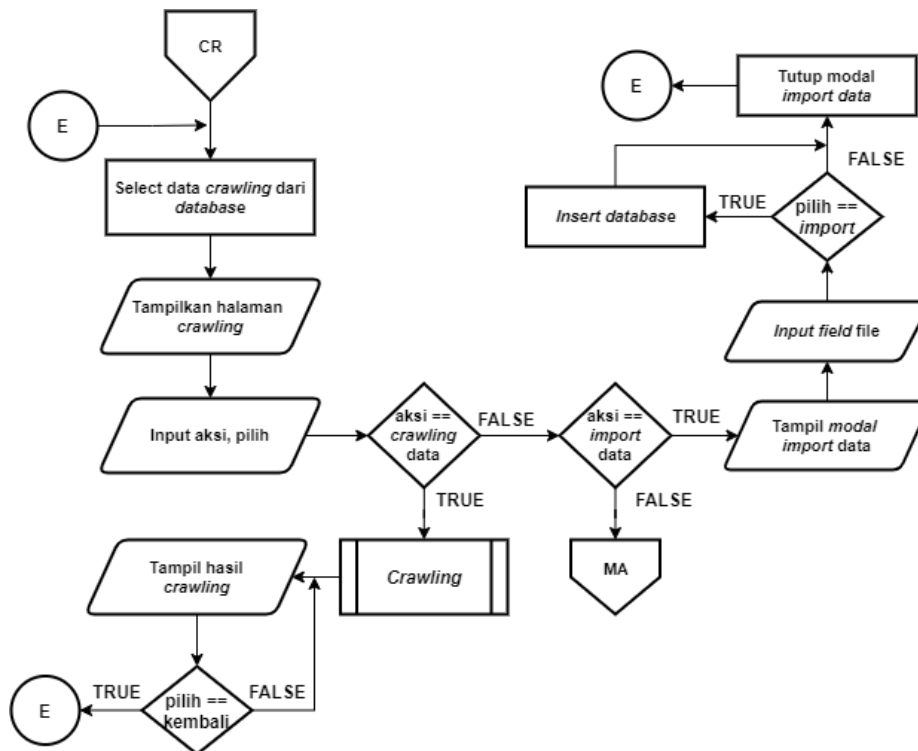 CR
E
Select data crawling dari
database
Tampilkan halaman
crawling
Input aksi, pilih
aksi ==
crawling
data
FALSE
TRUE
aksi ==
import
data
TRUE
FALSE
MA
Crawling
Tampil hasil
crawling
pilih ==
kembali
TRUE
FALSE
E
Tampil modal
import data
Input field file
pilih ==
import
TRUE
FALSE
Insert database
Tutup modal
import data
E